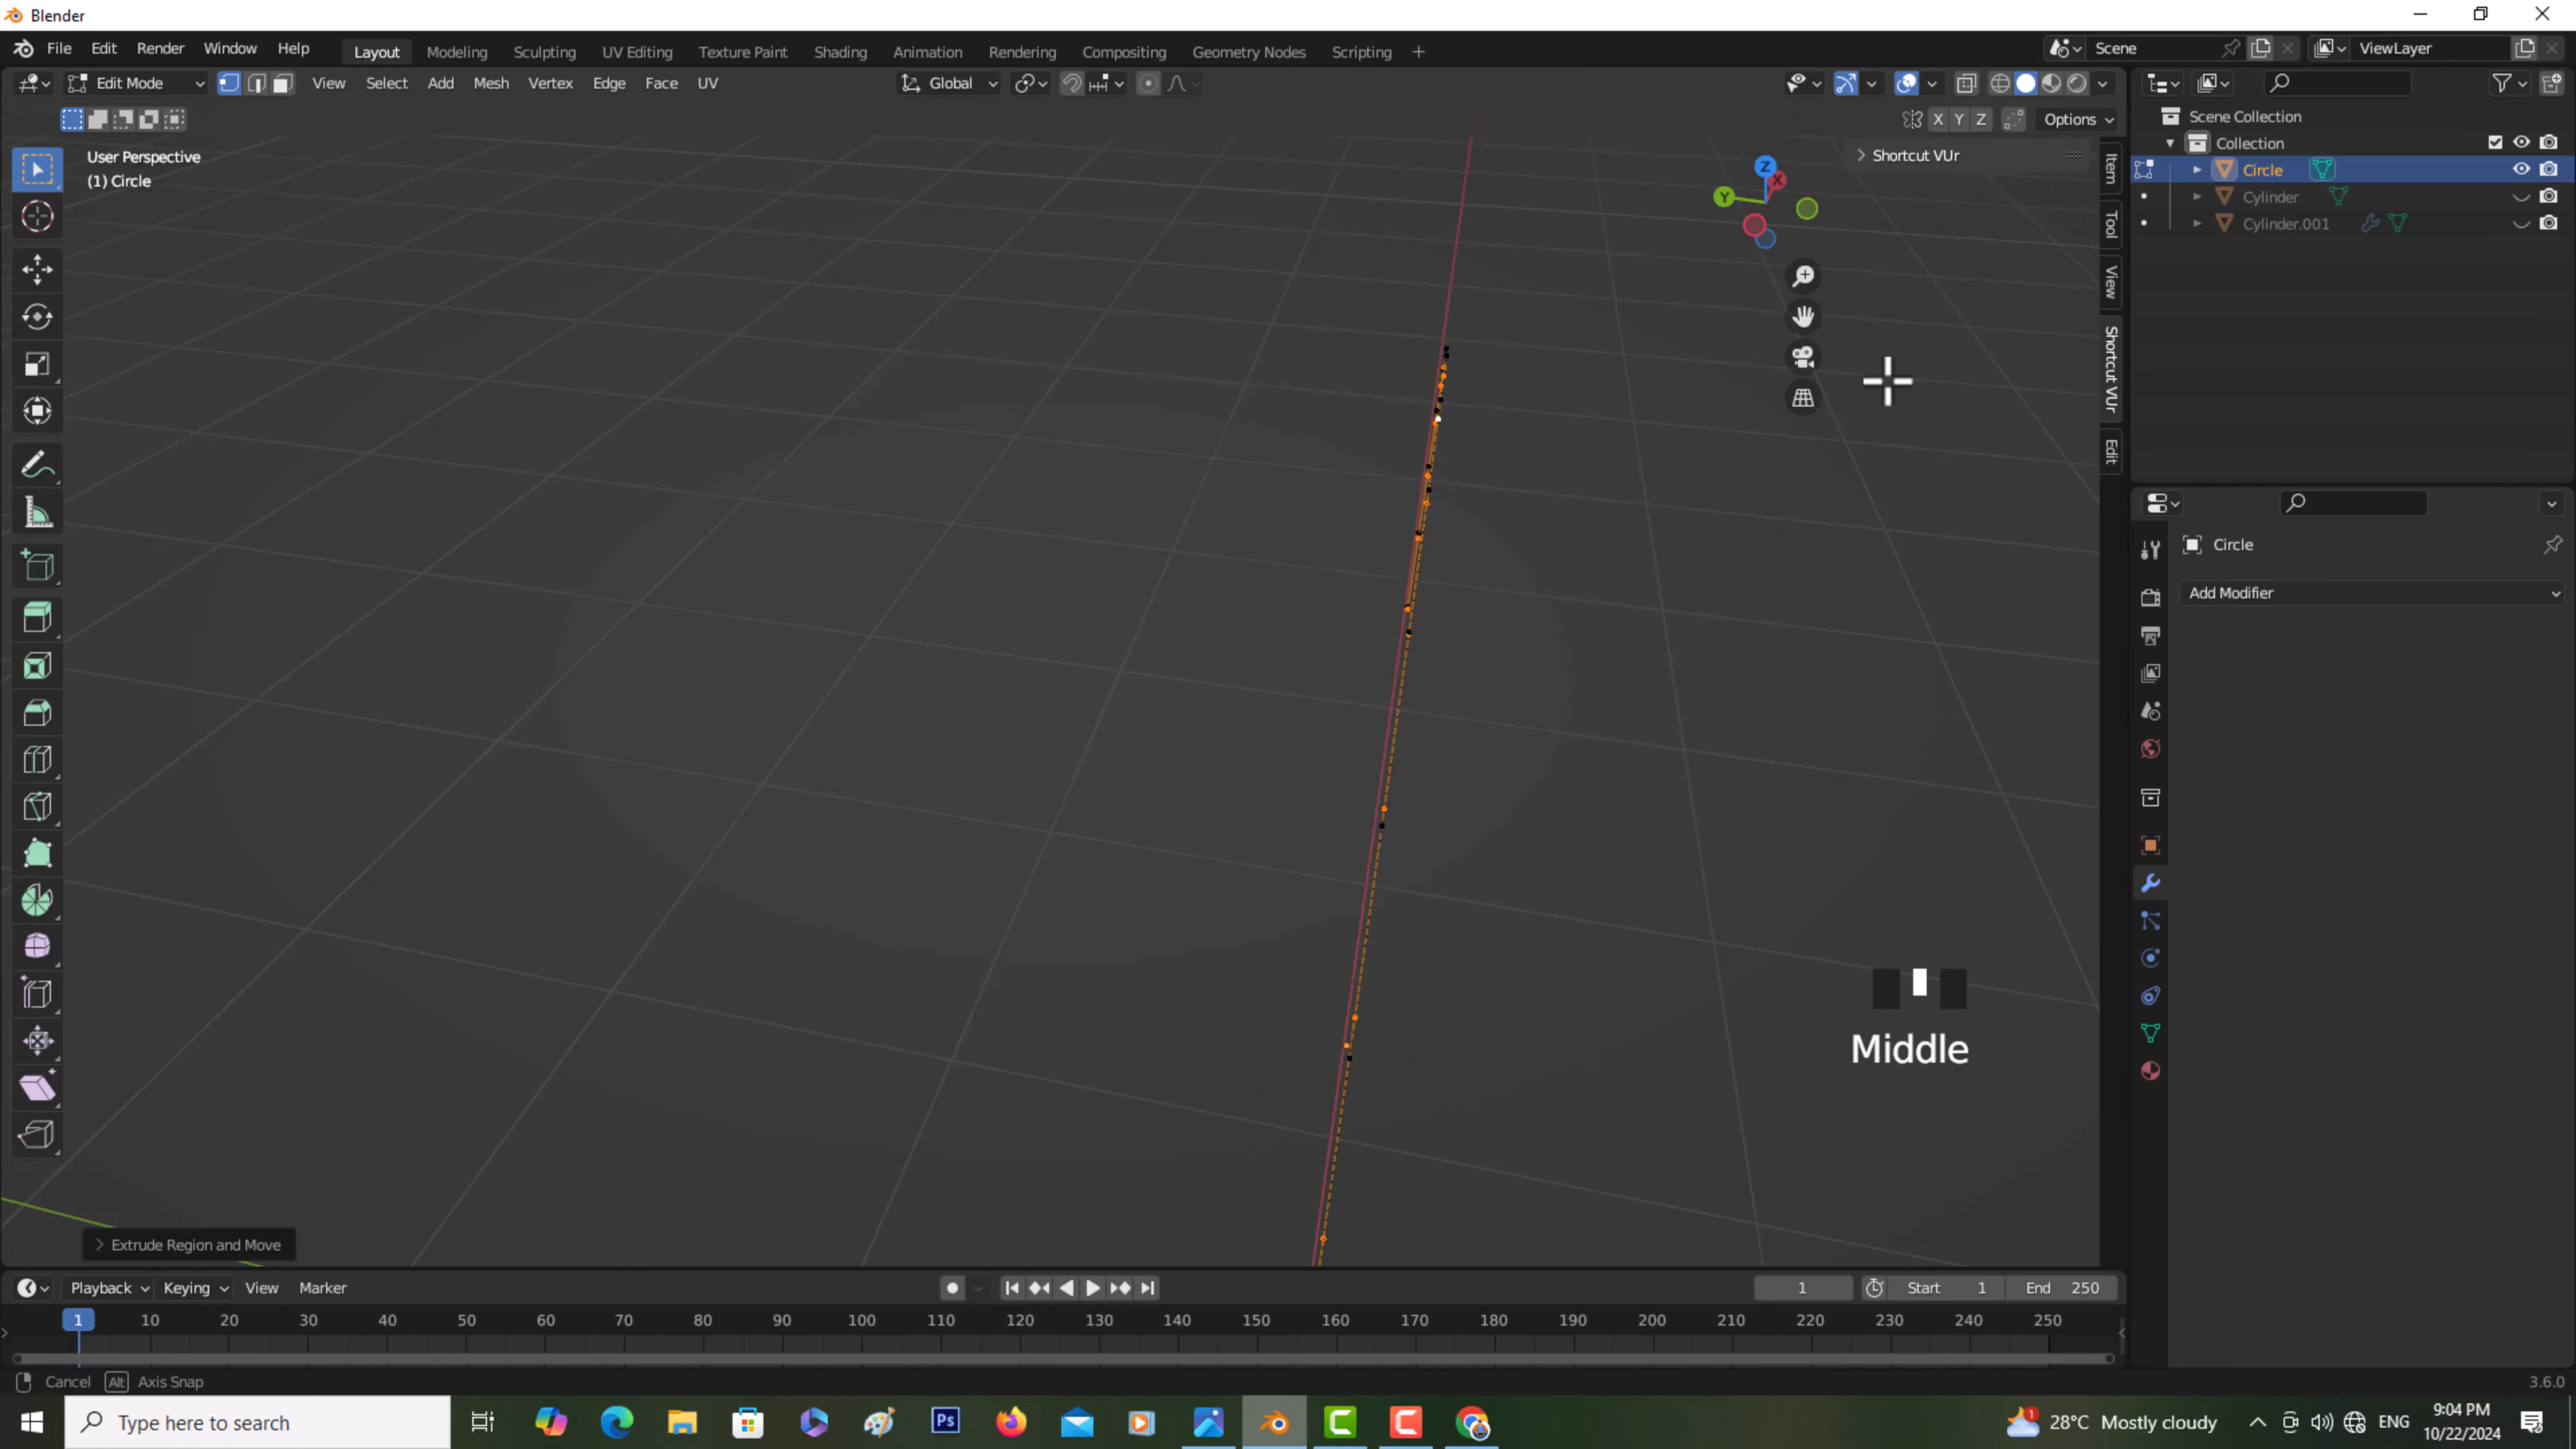 Blender
File Edit Render Window Help Layout Modeling Sculpting UV Editing Texture Paint Shading Animation Rendering Compositing Geometry Nodes Scripting + Scene ViewLayer
Edit Mode View Select Add Mesh Vertex Edge Face UV Global
X Y Z Options
User Perspective
(1) Circle
Shortcut VUr
Z
X
Y
Item
Tool
View
Shortcut VUr
Edit
Scene Collection
Collection
Circle
Cylinder
Cylinder.001
Circle
Add Modifier
Middle
Extrude Region and Move
Playback Keying View Marker 1 Start 1 End 250
1 10 20 30 40 50 60 70 80 90 100 110 120 130 140 150 160 170 180 190 200 210 220 230 240 250
Cancel Alt Axis Snap 3.6.0
Type here to search Ps 1 28°C Mostly cloudy ENG 9:04 PM
10/22/2024